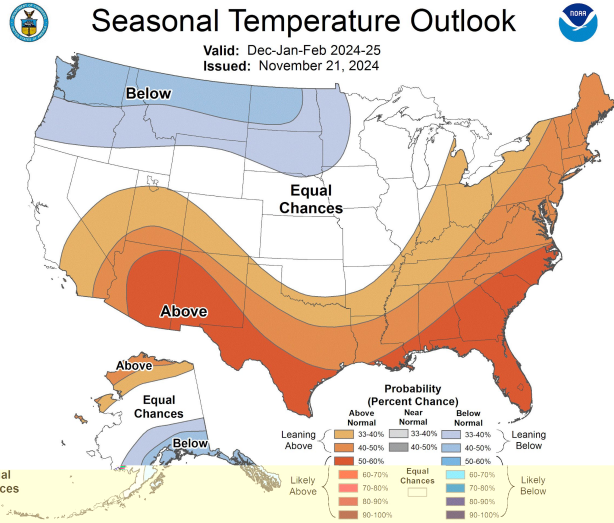 Seasonal Temperature Outlook
NOAA
Valid: Dec-Jan-Feb 2024-25
Issued: November 21, 2024
Below
Equal
Chances
Above
Above
Equal
Chances
Below
al
ces
Probability
(Percent Chance)
Above Normal
Near Normal
Below Normal
Leaning Above
33-40% 33-40% 33-40%
40-50% 40-50% 40-50%
Leaning Below
50-60% 50-60%
Likely Above
60-70% Equal Chances 60-70%
70-80% 70-80%
80-90% 80-90%
90-100% 90-100%
Likely Below